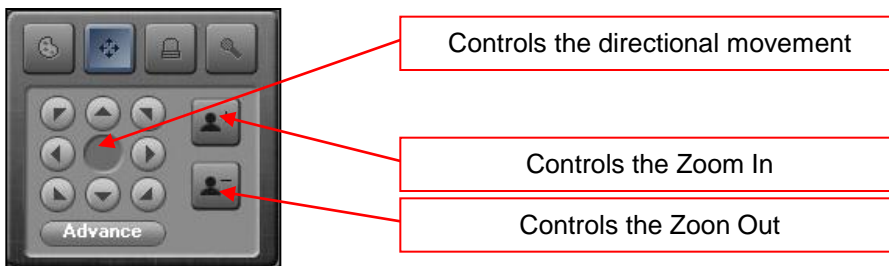 Controls the directional movement
Controls the Zoom In
Controls the Zoon Out
Advance